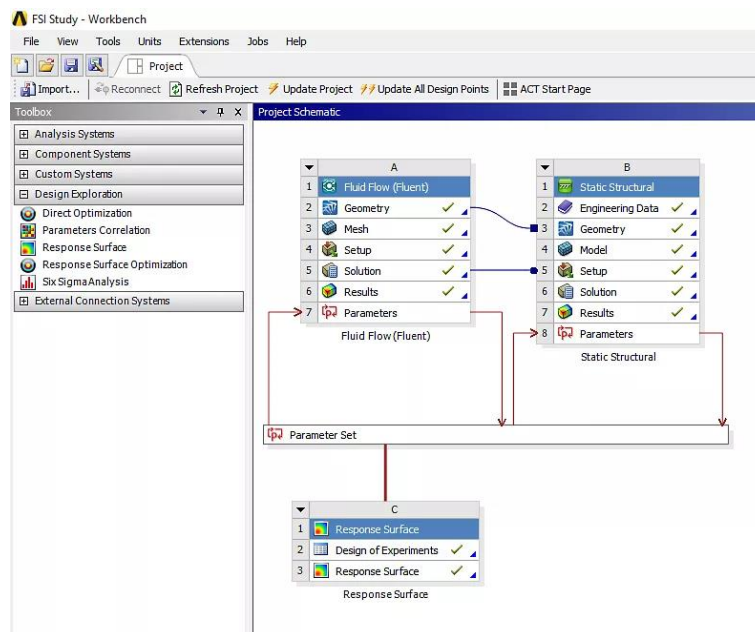 FSI Study - Workbench
File View Tools Units Extensions Jobs Help
Project
Import... Reconnect Refresh Project Update Project Update All Design Points ACT Start Page
Toolbox
Analysis Systems
Component Systems
Custom Systems
Design Exploration
Direct Optimization
Parameters Correlation
Response Surface
Response Surface Optimization
Six Sigma Analysis
External Connection Systems
Project Schematic
A
1 Fluid Flow (Fluent)
2 Geometry
3 Mesh
4 Setup
5 Solution
6 Results
7 Parameters
Fluid Flow (Fluent)
B
1 Static Structural
2 Engineering Data
3 Geometry
4 Model
5 Setup
6 Solution
7 Results
8 Parameters
Static Structural
Parameter Set
C
1 Response Surface
2 Design of Experiments
3 Response Surface
Response Surface